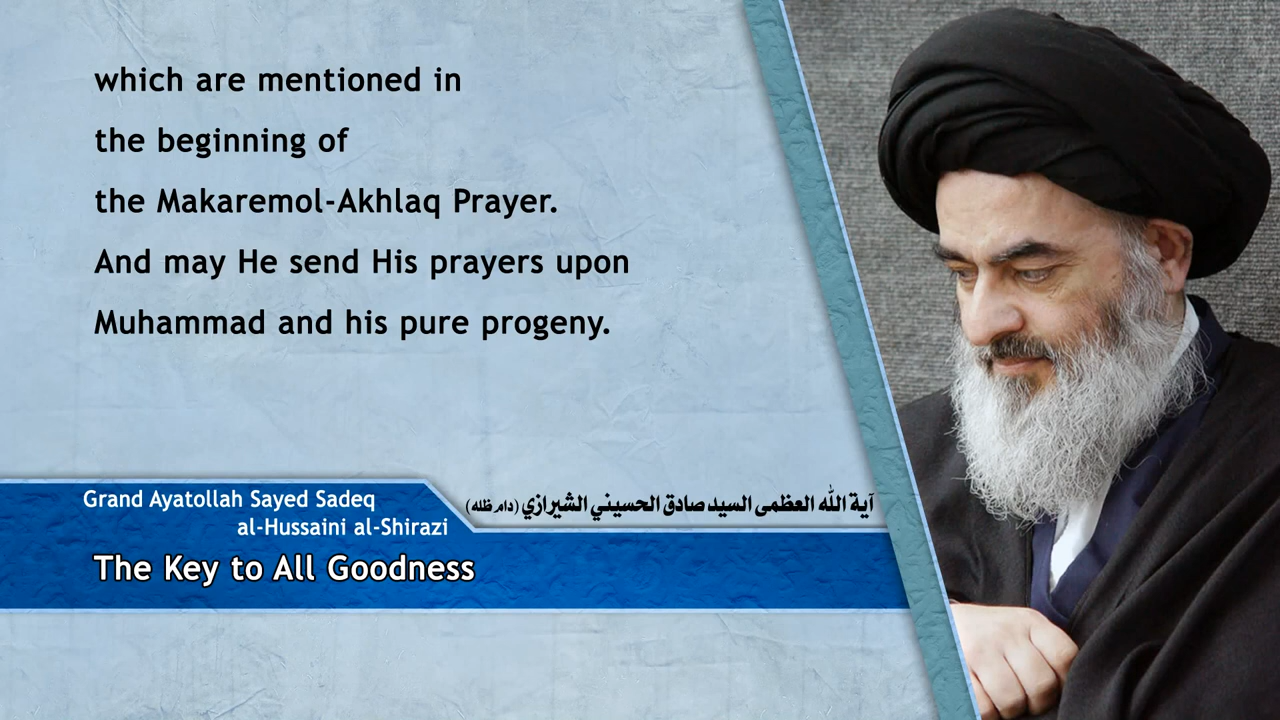 which are mentioned in
the beginning of
the Makaremol-Akhlaq Prayer.
And may He send His prayers upon
Muhammad and his pure progeny.
Grand Ayatollah Sayed Sadeq
al-Hussaini al-Shirazi
آية الله العظمى السيد صادق الحسيني الشيرازي (دام ظله)
The Key to All Goodness